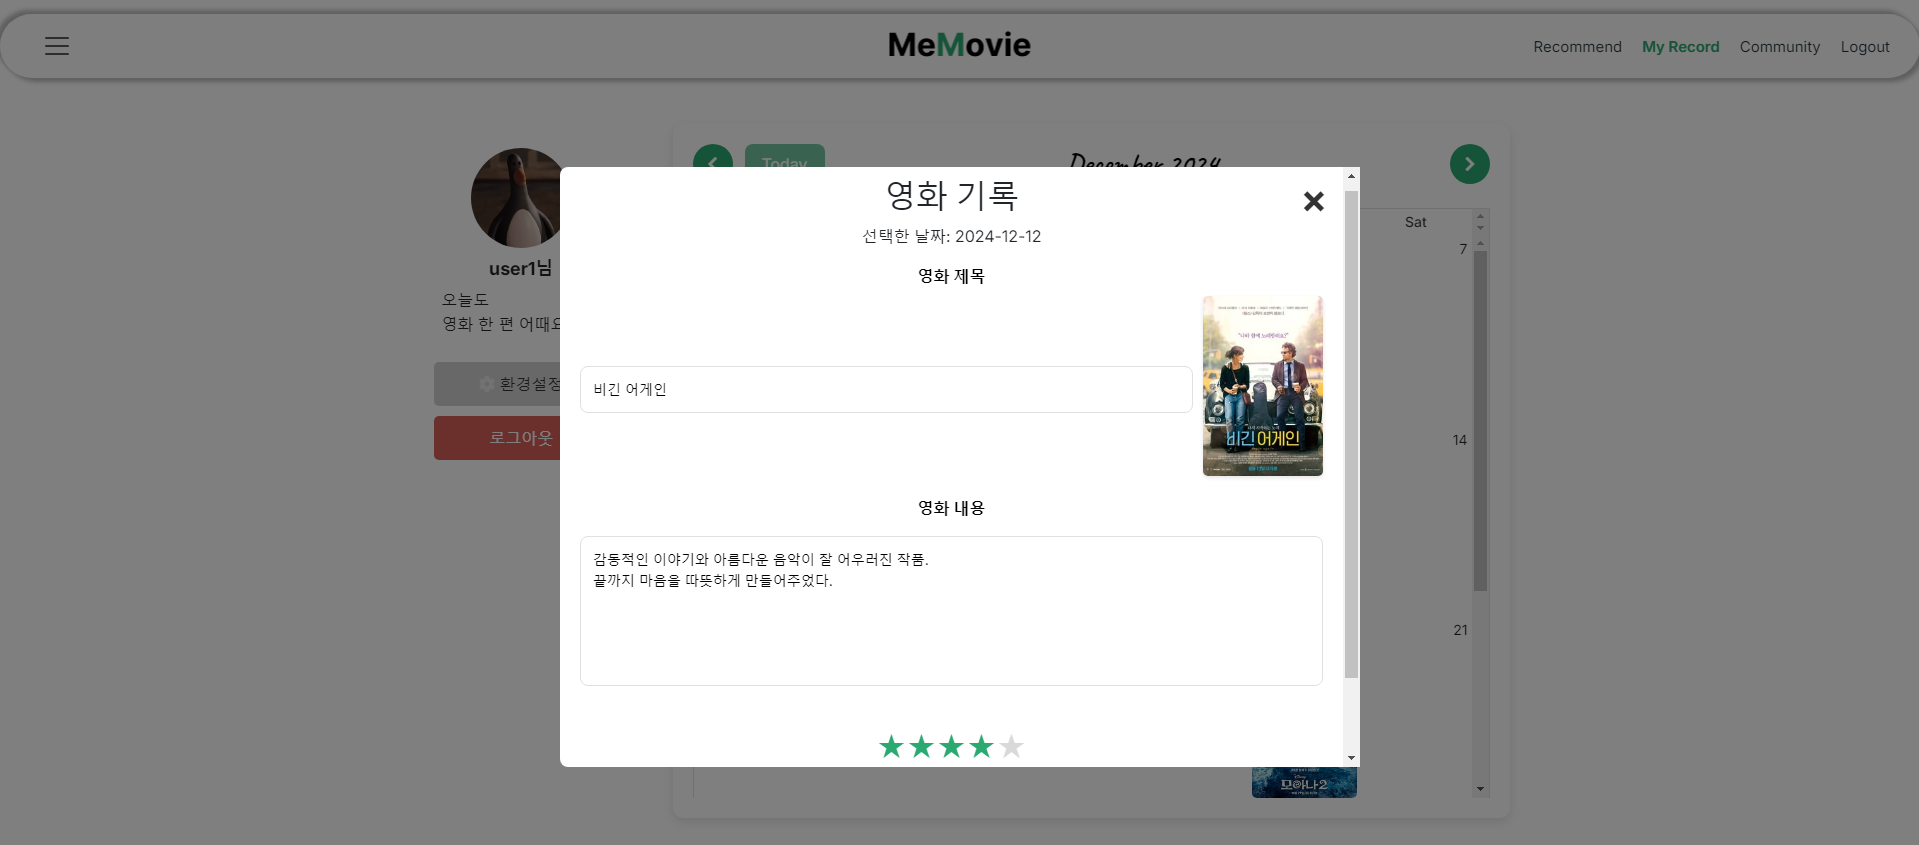 MeMovie
Recommend
My Record
Community
Logout
Today
December 2024
Sat
7
14
21
user1님
오늘도
영화 한 편 어때요
환경설정
로그아웃
영화 기록
선택한 날짜: 2024-12-12
영화 제목
비긴 어게인
비긴 어게인
영화 내용
감동적인 이야기와 아름다운 음악이 잘 어우러진 작품.
끝까지 마음을 따뜻하게 만들어주었다.
모아나2